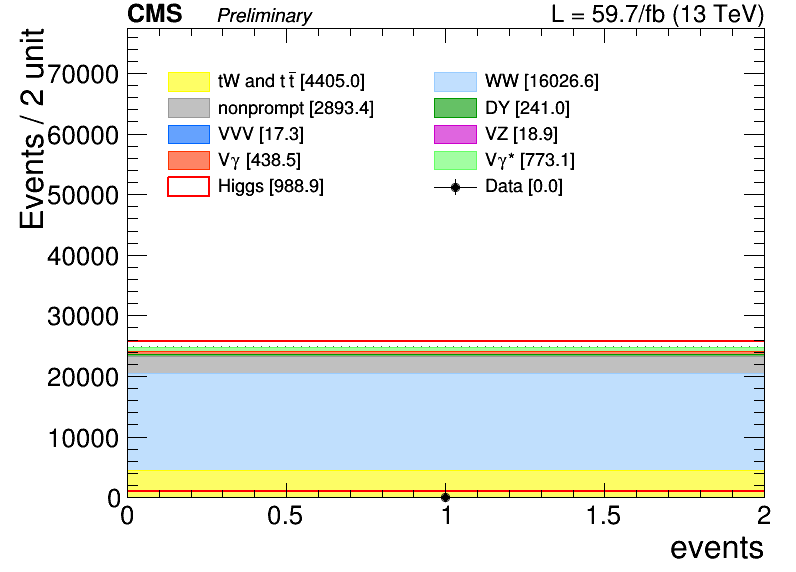 CMS Preliminary L = 59.7/fb (13 TeV)
Events / 2 unit
70000
60000
50000
40000
30000
20000
10000
0
tW and t t̄ [4405.0] WW [16026.6]
nonprompt [2893.4] DY [241.0]
VVV [17.3] VZ [18.9]
Vγ [438.5] Vγ* [773.1]
Higgs [988.9] Data [0.0]
0 0.5 1 1.5 2
events